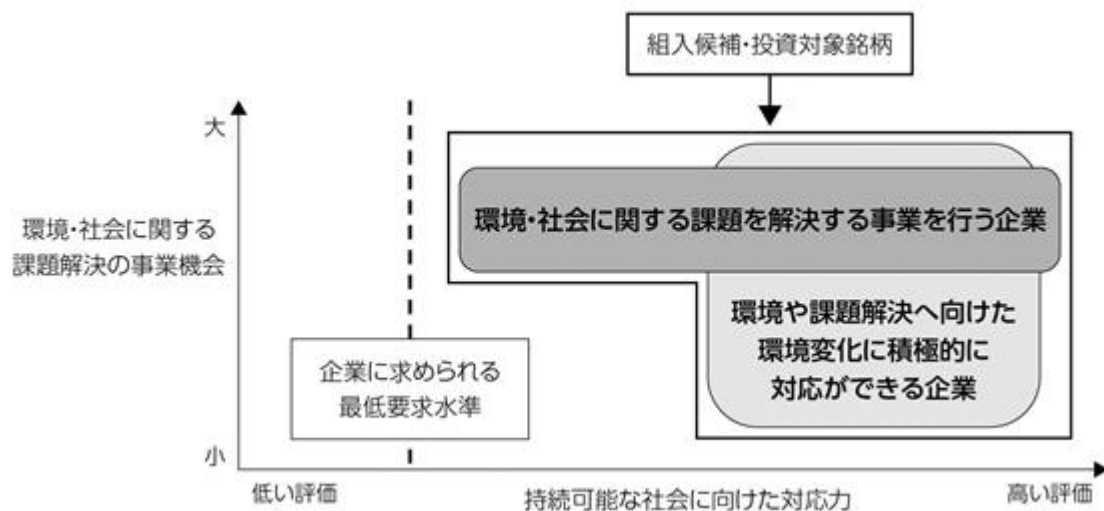 組入候補・投資対象銘柄
大
環境・社会に関する
課題解決の事業機会
環境・社会に関する課題を解決する事業を行う企業
環境や課題解決へ向けた
環境変化に積極的に
対応ができる企業
企業に求められる
最低要求水準
小
低い評価
持続可能な社会に向けた対応力
高い評価